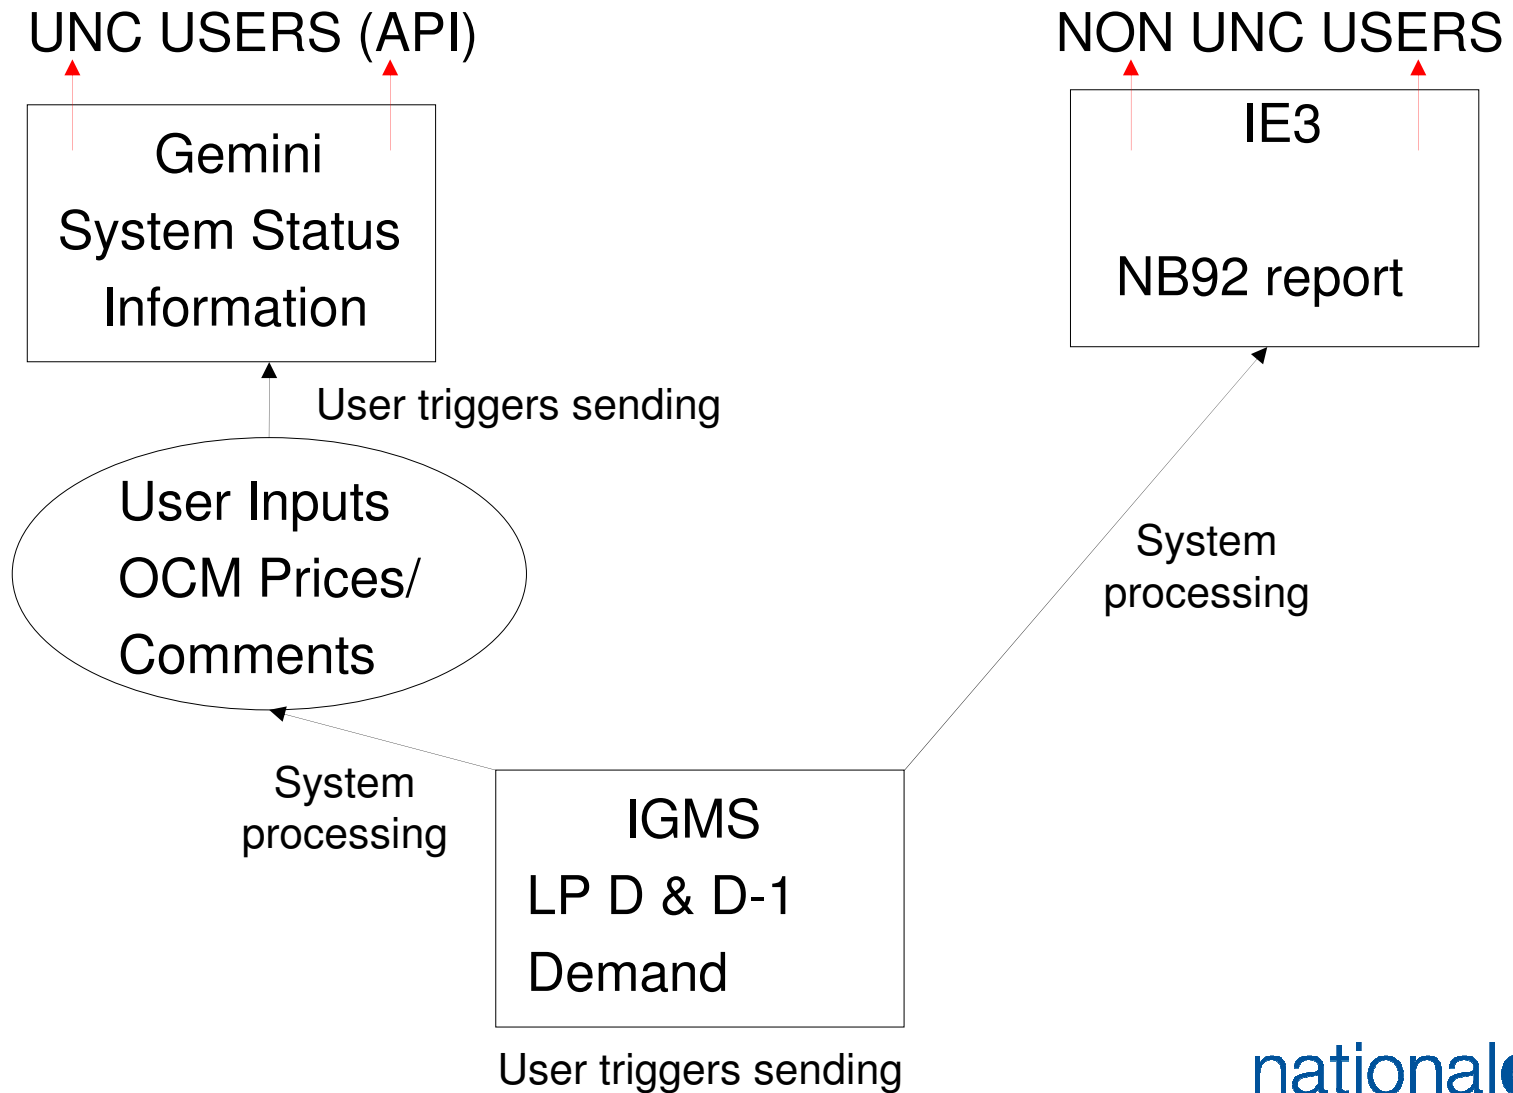 UNC USERS (API)
NON UNC USERS
Gemini
System Status
Information
IE3
NB92 report
User triggers sending
User Inputs
OCM Prices/
Comments
System
processing
System
processing
IGMS
LP D & D-1
Demand
User triggers sending
national